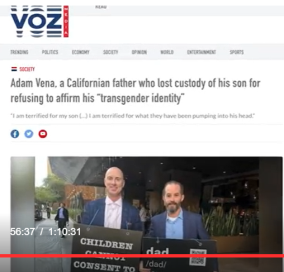 VOZ
TRENDING POLITICS ECONOMY SOCIETY OPINION WORLD ENTERTAINMENT SPORTS
SOCIETY
Adam Vena, a Californian father who lost custody of his son for
refusing to affirm his "transgender identity"
"I am terrified for my son (...) I am terrified for what they have been pumping into his head."
56:37 / 1:10:31
CHILDREN
CANNOT
CONSENT TO
dad
/dad/